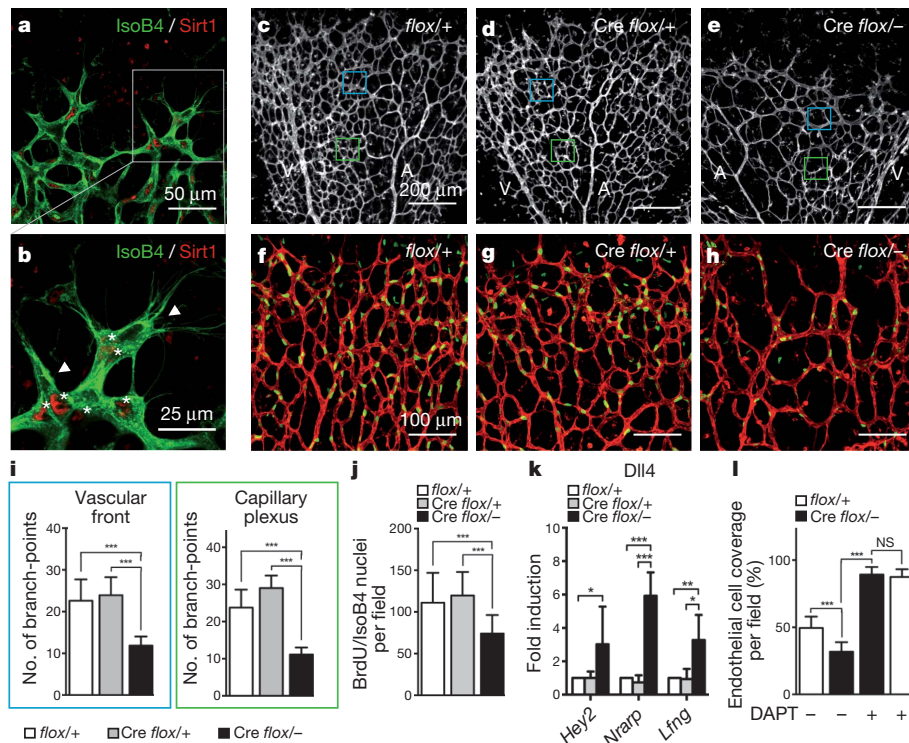 a IsoB4 / Sirt1
50 μm
b IsoB4 / Sirt1
25 μm
c flox/+
V A
200 μm
d Cre flox/+
V A
e Cre flox/−
A V
f flox/+
100 μm
g Cre flox/+
h Cre flox/−
i
Vascular front
No. of branch-points
30
20
10
0
***
***
Capillary plexus
No. of branch-points
40
30
20
10
0
***
***
flox/+ Cre flox/+ Cre flox/−
j
flox/+
Cre flox/+
Cre flox/−
BrdU/IsoB4 nuclei per field
200
150
100
50
0
***
***
k
Dll4
flox/+
Cre flox/+
Cre flox/−
Fold induction
8
6
4
2
0
*
***
***
**
*
Hey2 Nrarp Lfng
l
flox/+
Cre flox/−
Endothelial cell coverage per field (%)
100
50
0
***
***
NS
DAPT − − + +